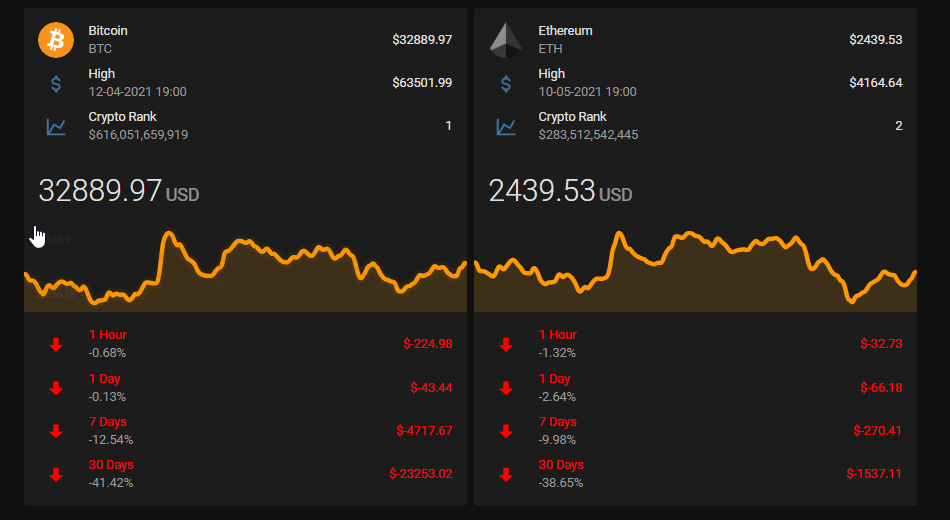 Bitcoin
BTC
$32889.97
High
12-04-2021 19:00
$63501.99
Crypto Rank
$616,051,659,919
1
32889.97 USD
1 Hour
-0.68%
$-224.98
1 Day
-0.13%
$-43.44
7 Days
-12.54%
$-4717.67
30 Days
-41.42%
$-23253.02
Ethereum
ETH
$2439.53
High
10-05-2021 19:00
$4164.64
Crypto Rank
$283,512,542,445
2
2439.53 USD
1 Hour
-1.32%
$-32.73
1 Day
-2.64%
$-66.18
7 Days
-9.98%
$-270.41
30 Days
-38.65%
$-1537.11